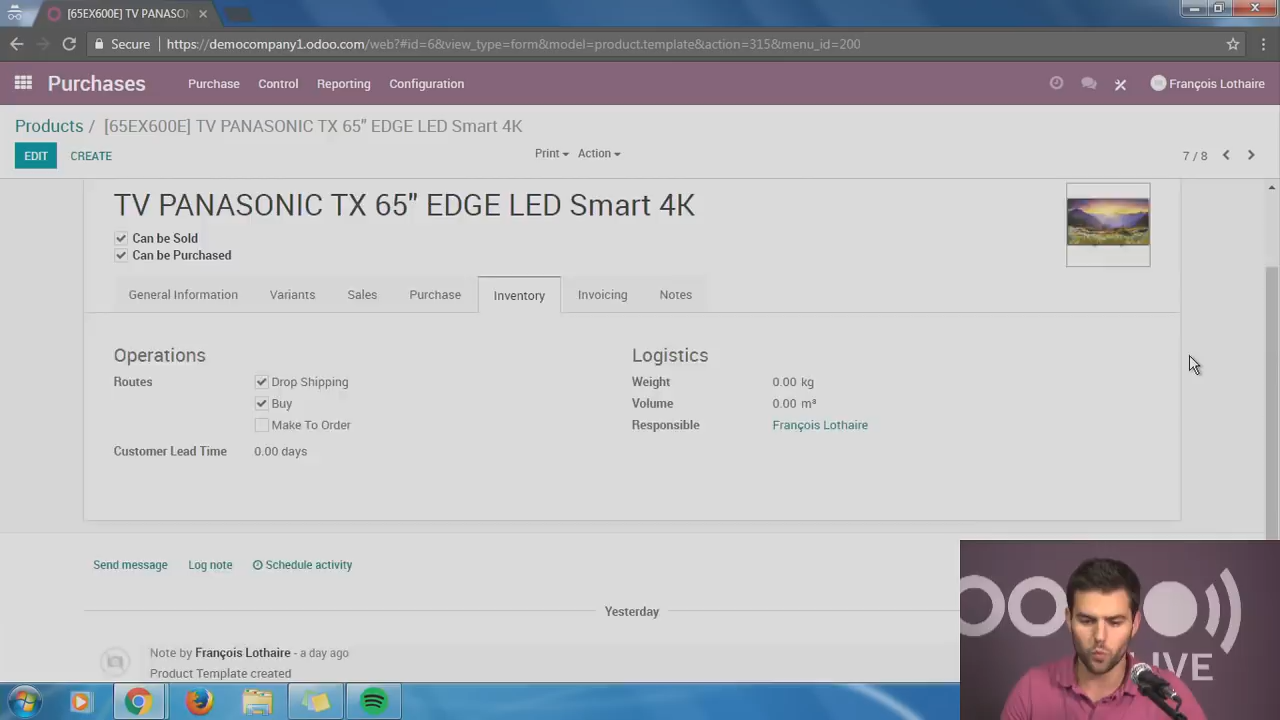 [65EX600E] TV PANASON
Secure https://democompany1.odoo.com/web?#id=6&view_type=form&model=product.template&action=315&menu_id=200
Purchases Purchase Control Reporting Configuration François Lothaire
Products / [65EX600E] TV PANASONIC TX 65" EDGE LED Smart 4K
EDIT CREATE Print Action 7 / 8
TV PANASONIC TX 65" EDGE LED Smart 4K
Can be Sold
Can be Purchased
General Information Variants Sales Purchase Inventory Invoicing Notes
Operations Logistics
Routes Drop Shipping Weight 0.00 kg
Buy Volume 0.00 m³
Make To Order Responsible François Lothaire
Customer Lead Time 0.00 days
Send message Log note Schedule activity
Yesterday
Note by François Lothaire - a day ago
Product Template created
LIVE